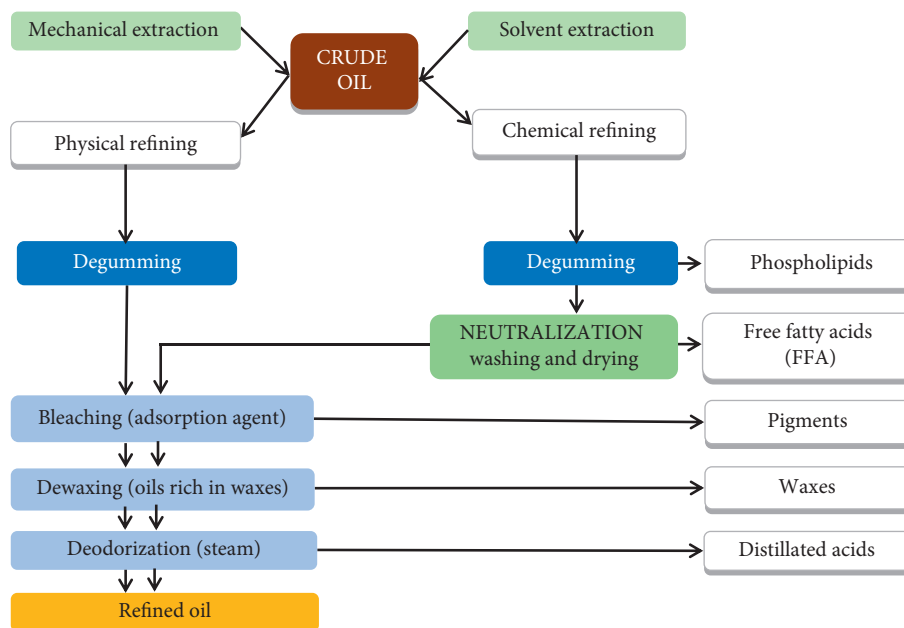 Mechanical extraction
Solvent extraction
CRUDE
OIL
Physical refining
Chemical refining
Degumming
Degumming
Phospholipids
NEUTRALIZATION
washing and drying
Free fatty acids
(FFA)
Bleaching (adsorption agent)
Pigments
Dewaxing (oils rich in waxes)
Waxes
Deodorization (steam)
Distillated acids
Refined oil